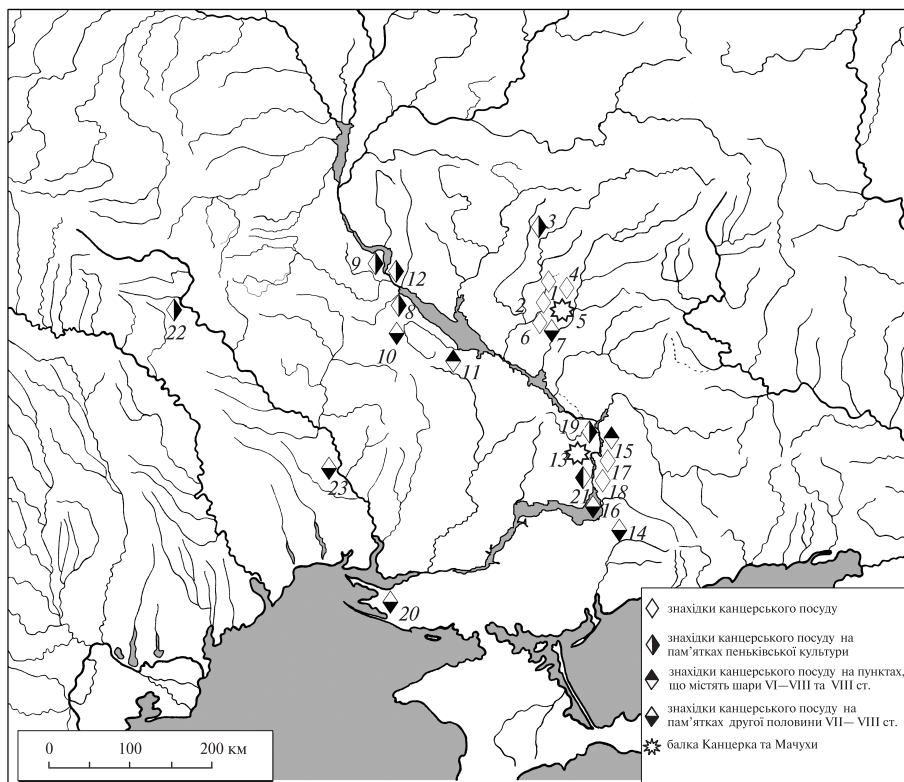 3
9
12
4
1
2
5
8
6
7
22
10
11
19
13
15
17
23
21
18
16
14
20
знахідки канцерського посуду
знахідки канцерського посуду на
пам’ятках пеньківської культури
знахідки канцерського посуду на пунктах,
що містять шари VI—VIII та VIII ст.
знахідки канцерського посуду на
пам’ятках другої половини VII— VIII ст.
балка Канцерка та Мачухи
0 100 200 км